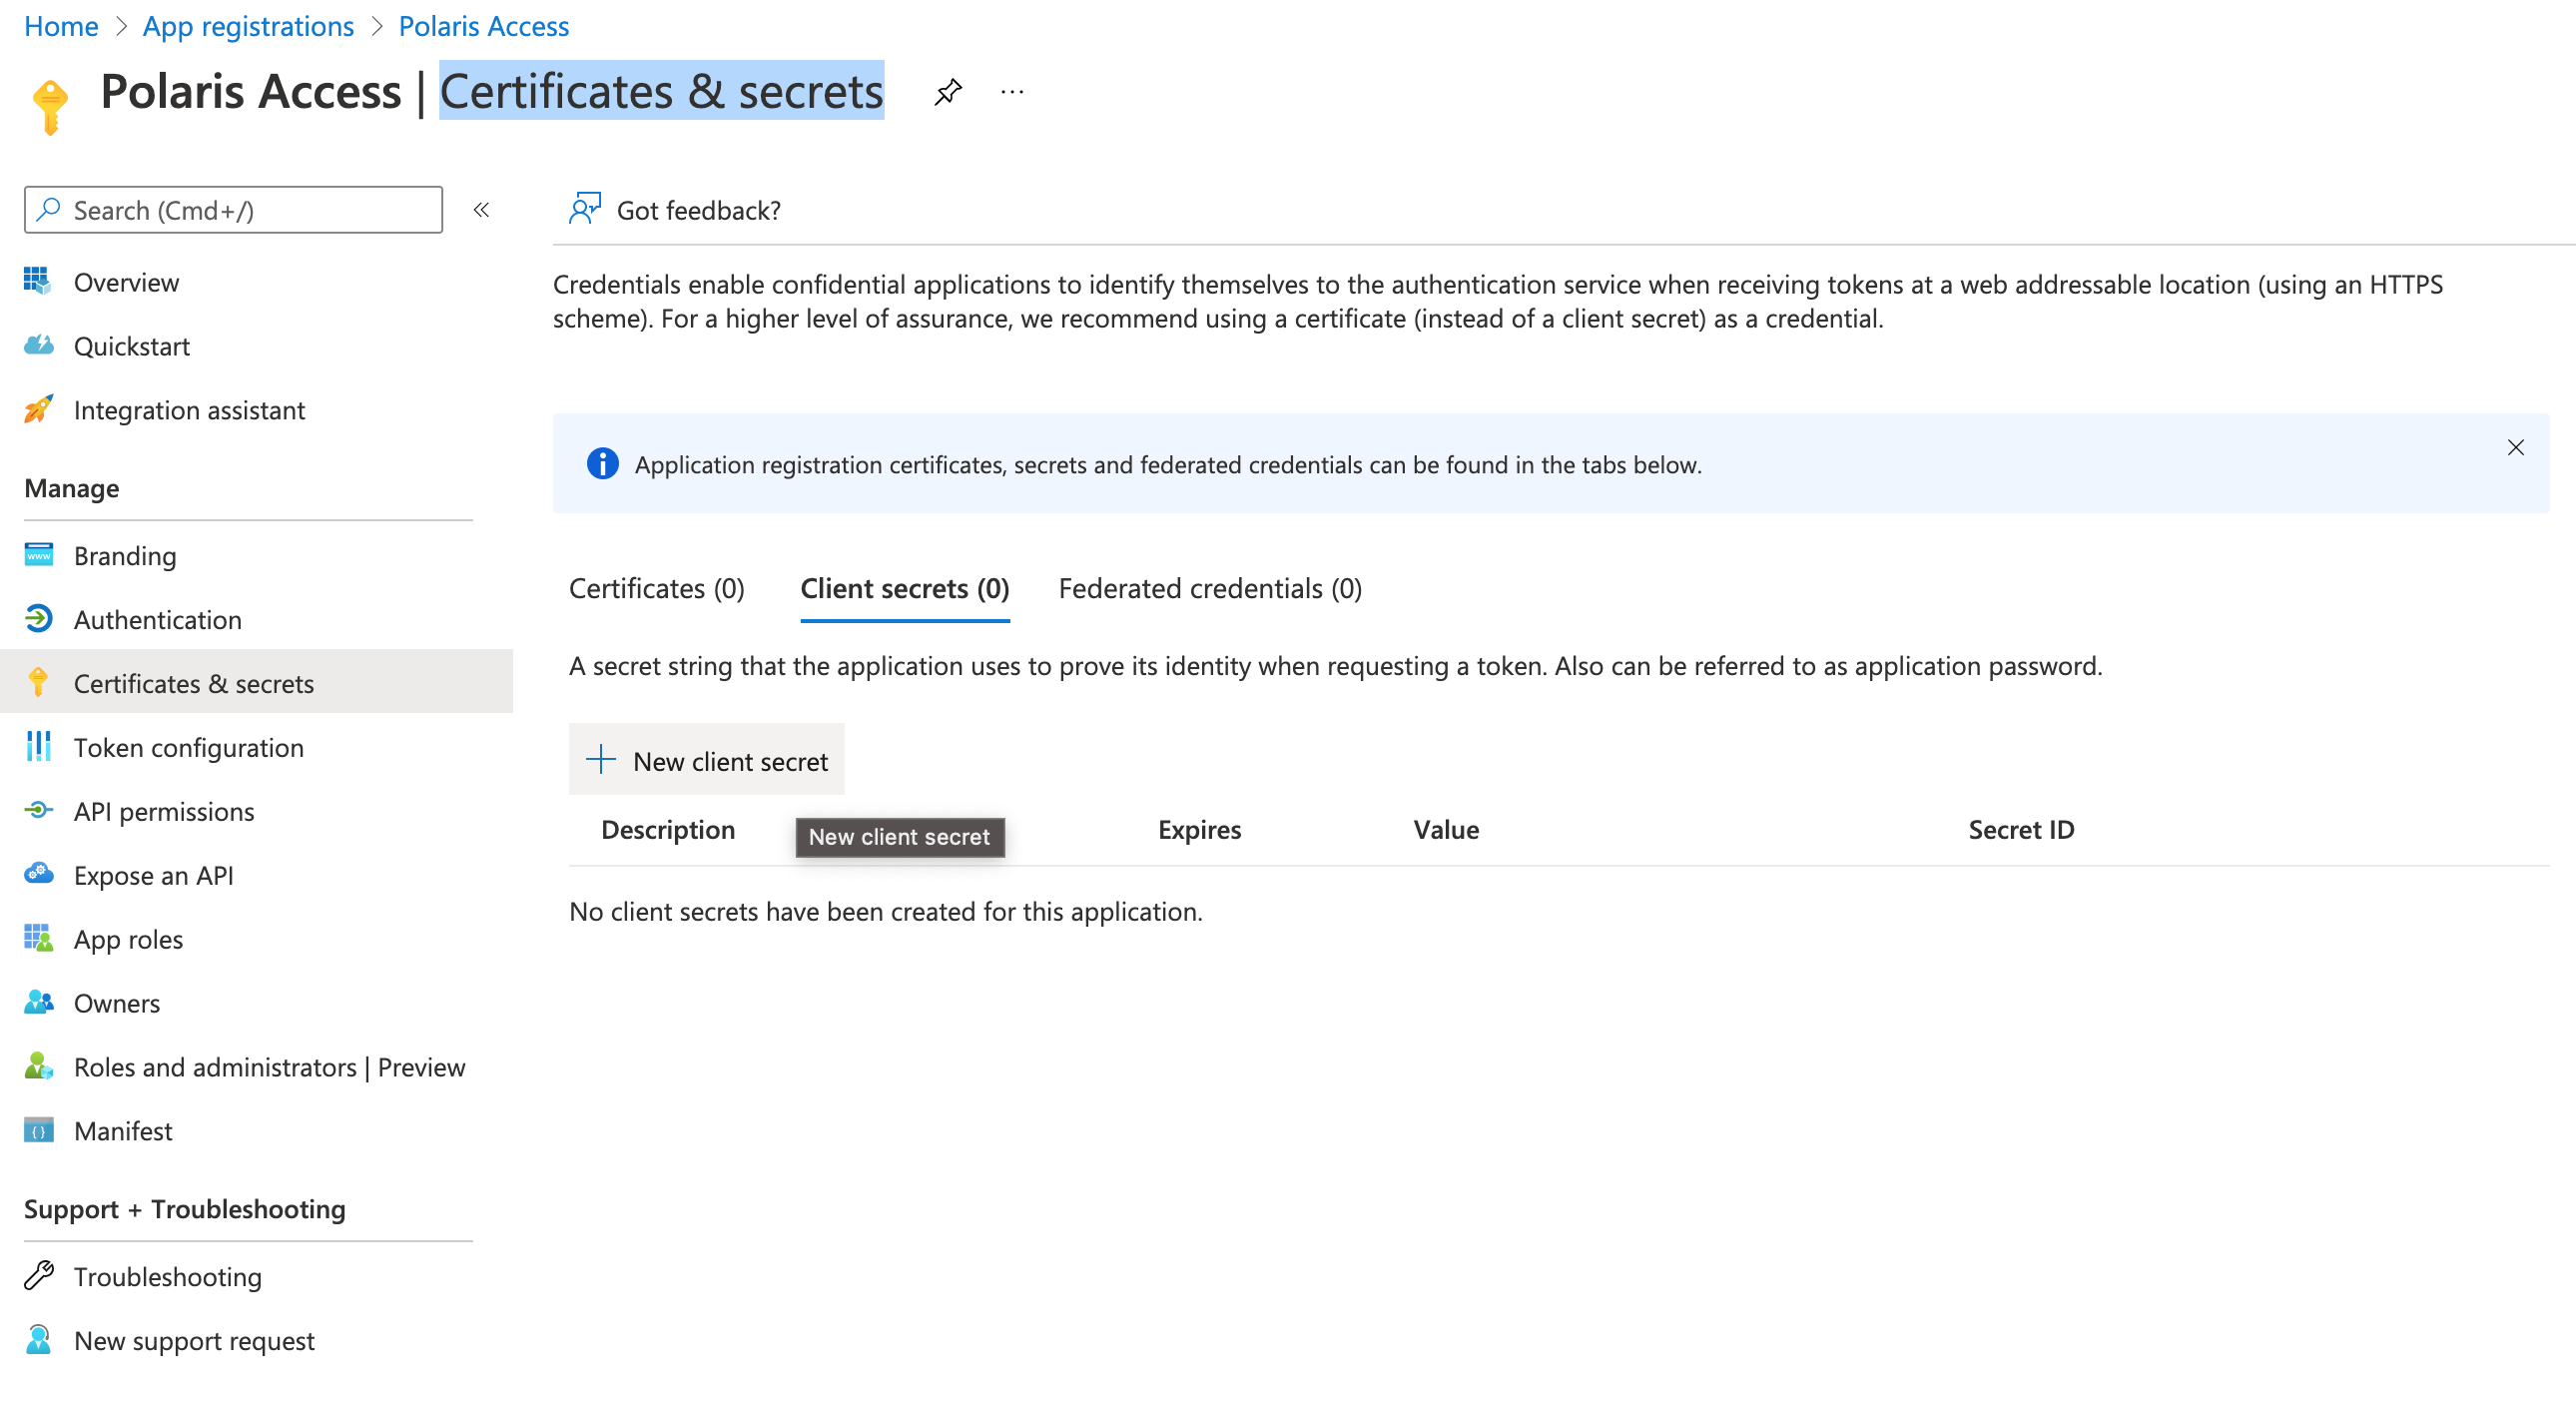 Home > App registrations > Polaris Access
Polaris Access | Certificates & secrets
Search (Cmd+/)
Overview
Quickstart
Integration assistant
Manage
Branding
Authentication
Certificates & secrets
Token configuration
API permissions
Expose an API
App roles
Owners
Roles and administrators | Preview
Manifest
Support + Troubleshooting
Troubleshooting
New support request
Got feedback?
Credentials enable confidential applications to identify themselves to the authentication service when receiving tokens at a web addressable location (using an HTTPS
scheme). For a higher level of assurance, we recommend using a certificate (instead of a client secret) as a credential.
Application registration certificates, secrets and federated credentials can be found in the tabs below.
Certificates (0) Client secrets (0) Federated credentials (0)
A secret string that the application uses to prove its identity when requesting a token. Also can be referred to as application password.
New client secret
Description Expires Value Secret ID
New client secret
No client secrets have been created for this application.